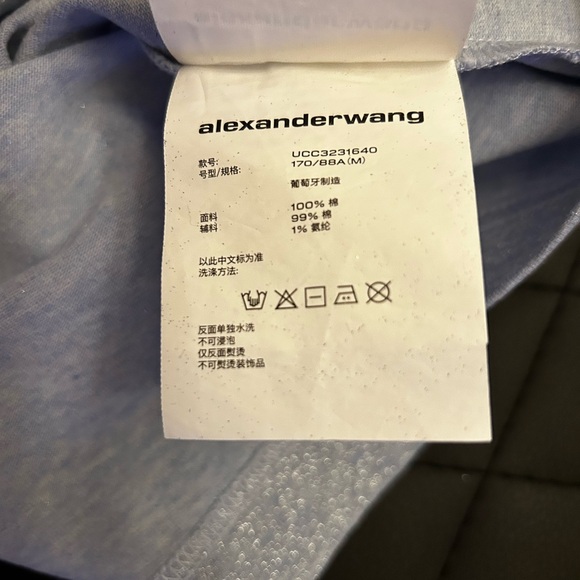 alexanderwang
款号: UCC3231640
号型/规格: 170/88A(M)
葡萄牙制造
面料 100% 棉
辅料 99% 棉
1% 氨纶
以此中文标为准
洗涤方法:
反面单独水洗
不可浸泡
仅反面熨烫
不可熨烫装饰品